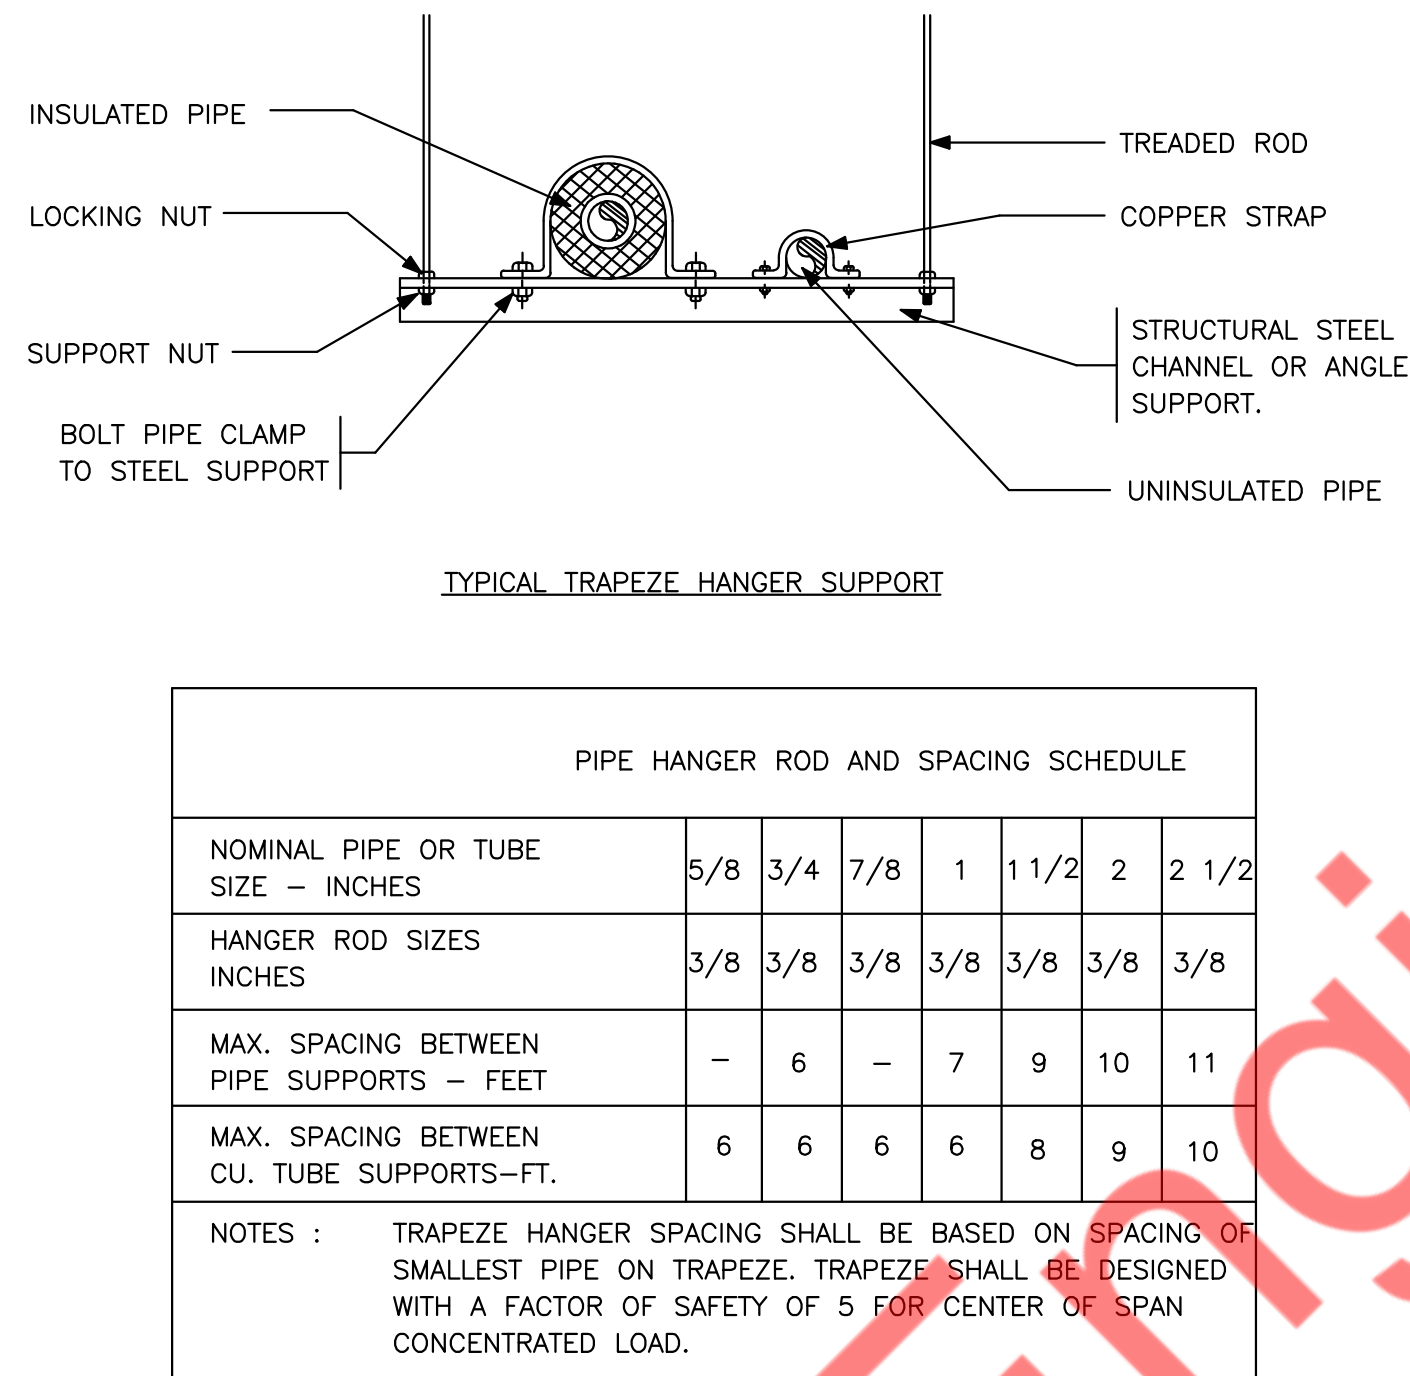 INSULATED PIPE
TREADED ROD
LOCKING NUT
COPPER STRAP
SUPPORT NUT
STRUCTURAL STEEL
CHANNEL OR ANGLE
SUPPORT.
BOLT PIPE CLAMP
TO STEEL SUPPORT
UNINSULATED PIPE
TYPICAL TRAPEZE HANGER SUPPORT
PIPE HANGER ROD AND SPACING SCHEDULE
NOMINAL PIPE OR TUBE
SIZE – INCHES
5/8 3/4 7/8 1 1 1/2 2 2 1/2
HANGER ROD SIZES
INCHES
3/8 3/8 3/8 3/8 3/8 3/8 3/8
MAX. SPACING BETWEEN
PIPE SUPPORTS – FEET
– 6 – 7 9 10 11
MAX. SPACING BETWEEN
CU. TUBE SUPPORTS–FT.
6 6 6 6 8 9 10
NOTES : TRAPEZE HANGER SPACING SHALL BE BASED ON SPACING OF
SMALLEST PIPE ON TRAPEZE. TRAPEZE SHALL BE DESIGNED
WITH A FACTOR OF SAFETY OF 5 FOR CENTER OF SPAN
CONCENTRATED LOAD.